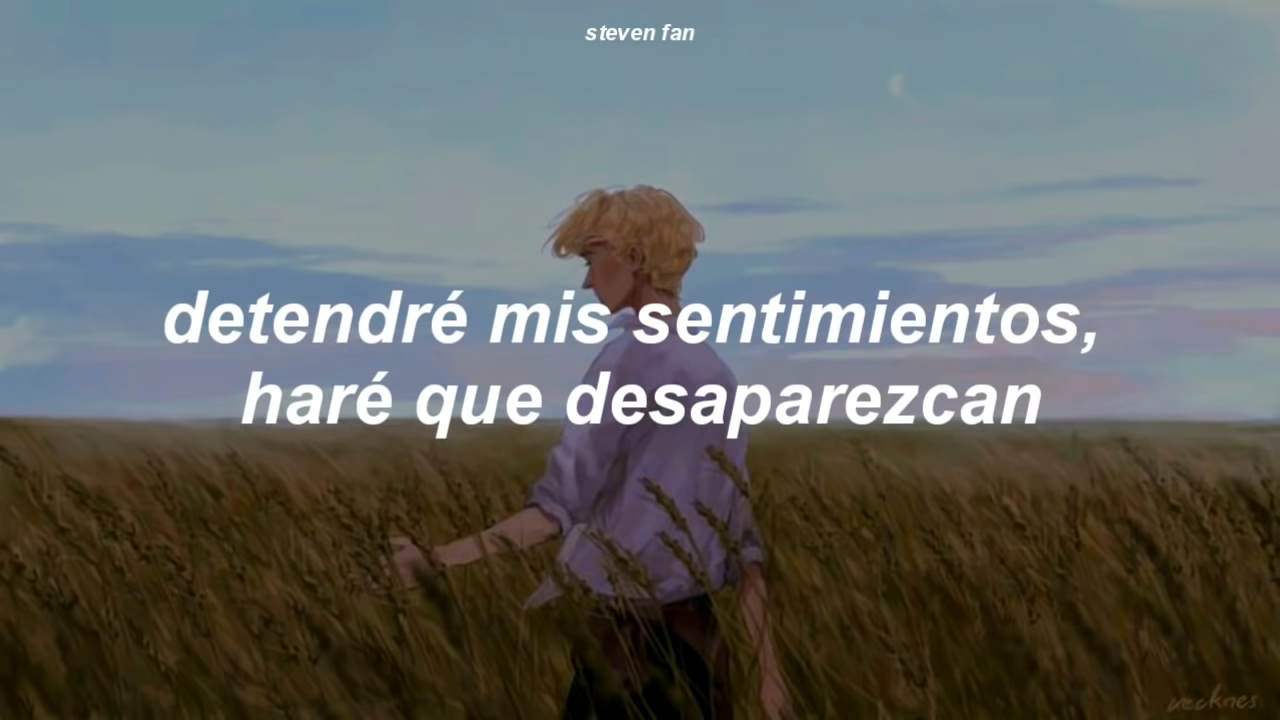 steven fan
detendré mis sentimientos,
haré que desaparezcan